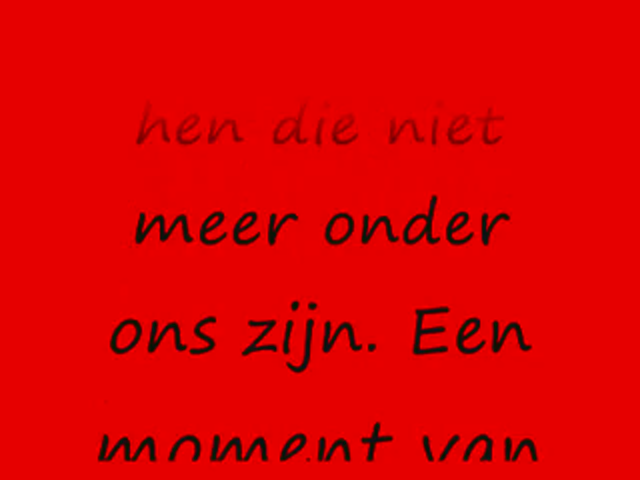 hen die niet
meer onder
ons zijn. Een
moment van